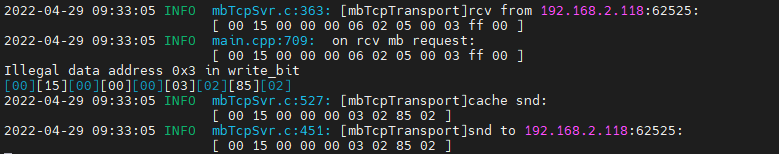 2022-04-29 09:33:05 INFO  mbTcpSvr.c:363: [mbTcpTransport]rcv from 192.168.2.118:62525:
[ 00 15 00 00 00 06 02 05 00 03 ff 00 ]
2022-04-29 09:33:05 INFO  main.cpp:709:  on rcv mb request:
[ 00 15 00 00 00 06 02 05 00 03 ff 00 ]
Illegal data address 0x3 in write_bit
[00][15][00][00][00][03][02][85][02]
2022-04-29 09:33:05 INFO  mbTcpSvr.c:527: [mbTcpTransport]cache snd:
[ 00 15 00 00 00 03 02 85 02 ]
2022-04-29 09:33:05 INFO  mbTcpSvr.c:451: [mbTcpTransport]snd to 192.168.2.118:62525:
[ 00 15 00 00 00 03 02 85 02 ]